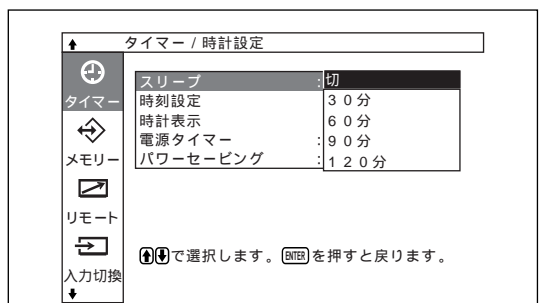 タイマー / 時計設定
タイマー
メモリー
リモート
入力切換
スリープ : 切
時刻設定 30分
時計表示 60分
電源タイマー : 90分
パワーセービング : 120分
で選択します。ENTERを押すと戻ります。